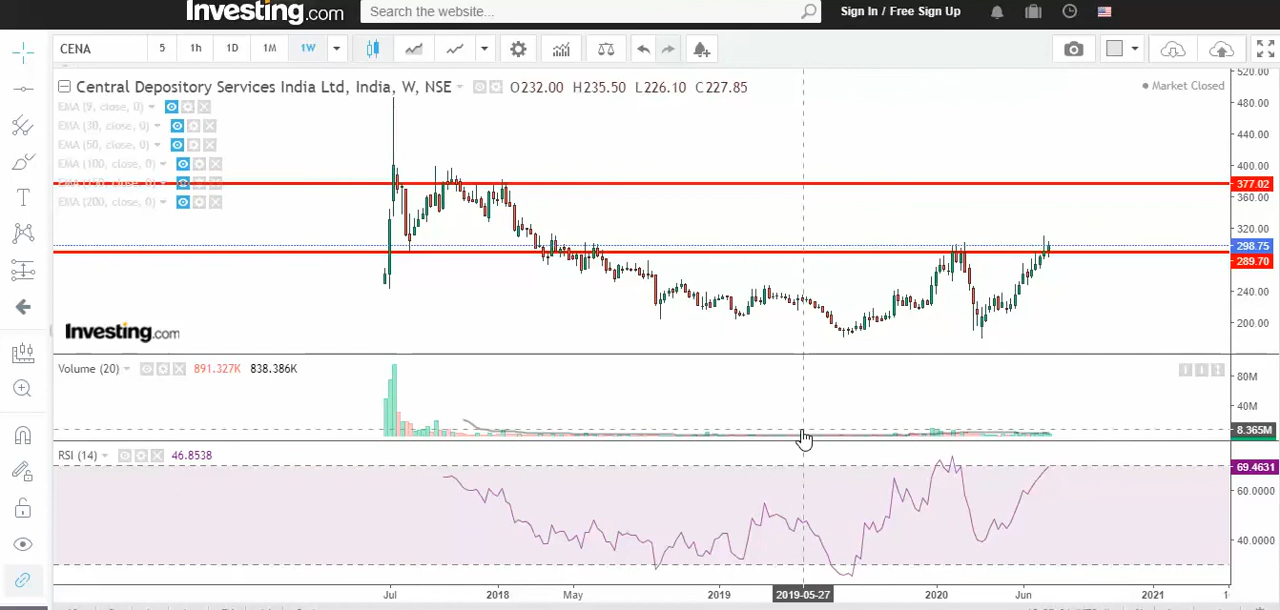 Investing.com
Search the website...
Sign In / Free Sign Up
CENA
5
1h
1D
1M
1W
Central Depository Services India Ltd, India, W, NSE
O232.00 H235.50 L226.10 C227.85
Market Closed
EMA (9, close, 0)
EMA (30, close, 0)
EMA (50, close, 0)
EMA (100, close, 0)
EMA (150, close, 0)
EMA (200, close, 0)
520.00
480.00
440.00
400.00
377.02
360.00
320.00
298.75
289.70
240.00
200.00
Investing.com
Volume (20)
891.327K
838.386K
80M
40M
8.365M
RSI (14)
46.8538
69.4631
60.0000
40.0000
Jul
2018
May
2019
2019-05-27
2020
Jun
2021